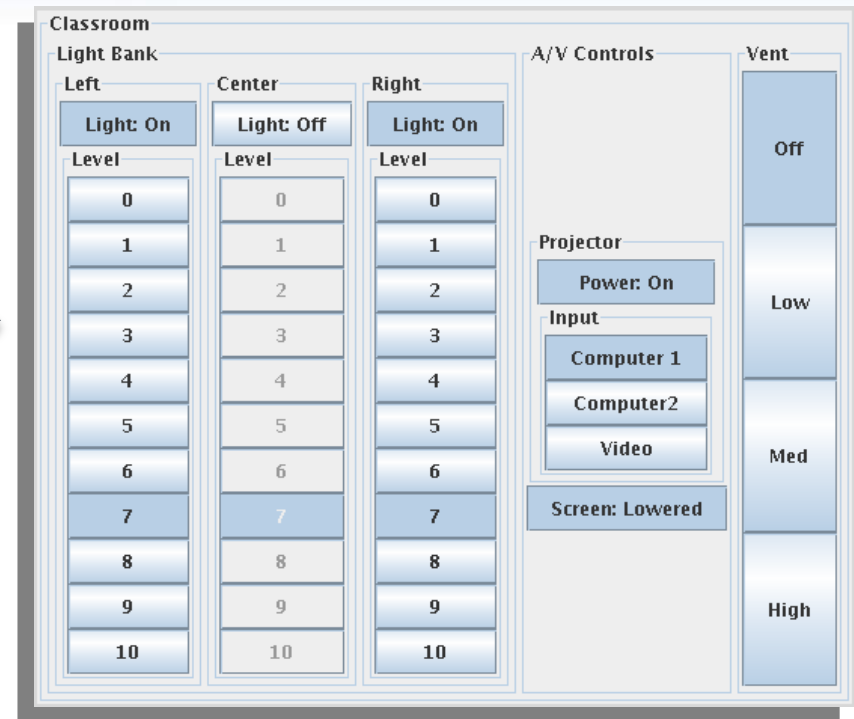 Classroom
Light Bank
Left
Light: On
Level
0
1
2
3
4
5
6
7
8
9
10
Center
Light: Off
Level
0
1
2
3
4
5
6
7
8
9
10
Right
Light: On
Level
0
1
2
3
4
5
6
7
8
9
10
A/V Controls
Projector
Power: On
Input
Computer 1
Computer2
Video
Screen: Lowered
Vent
Off
Low
Med
High